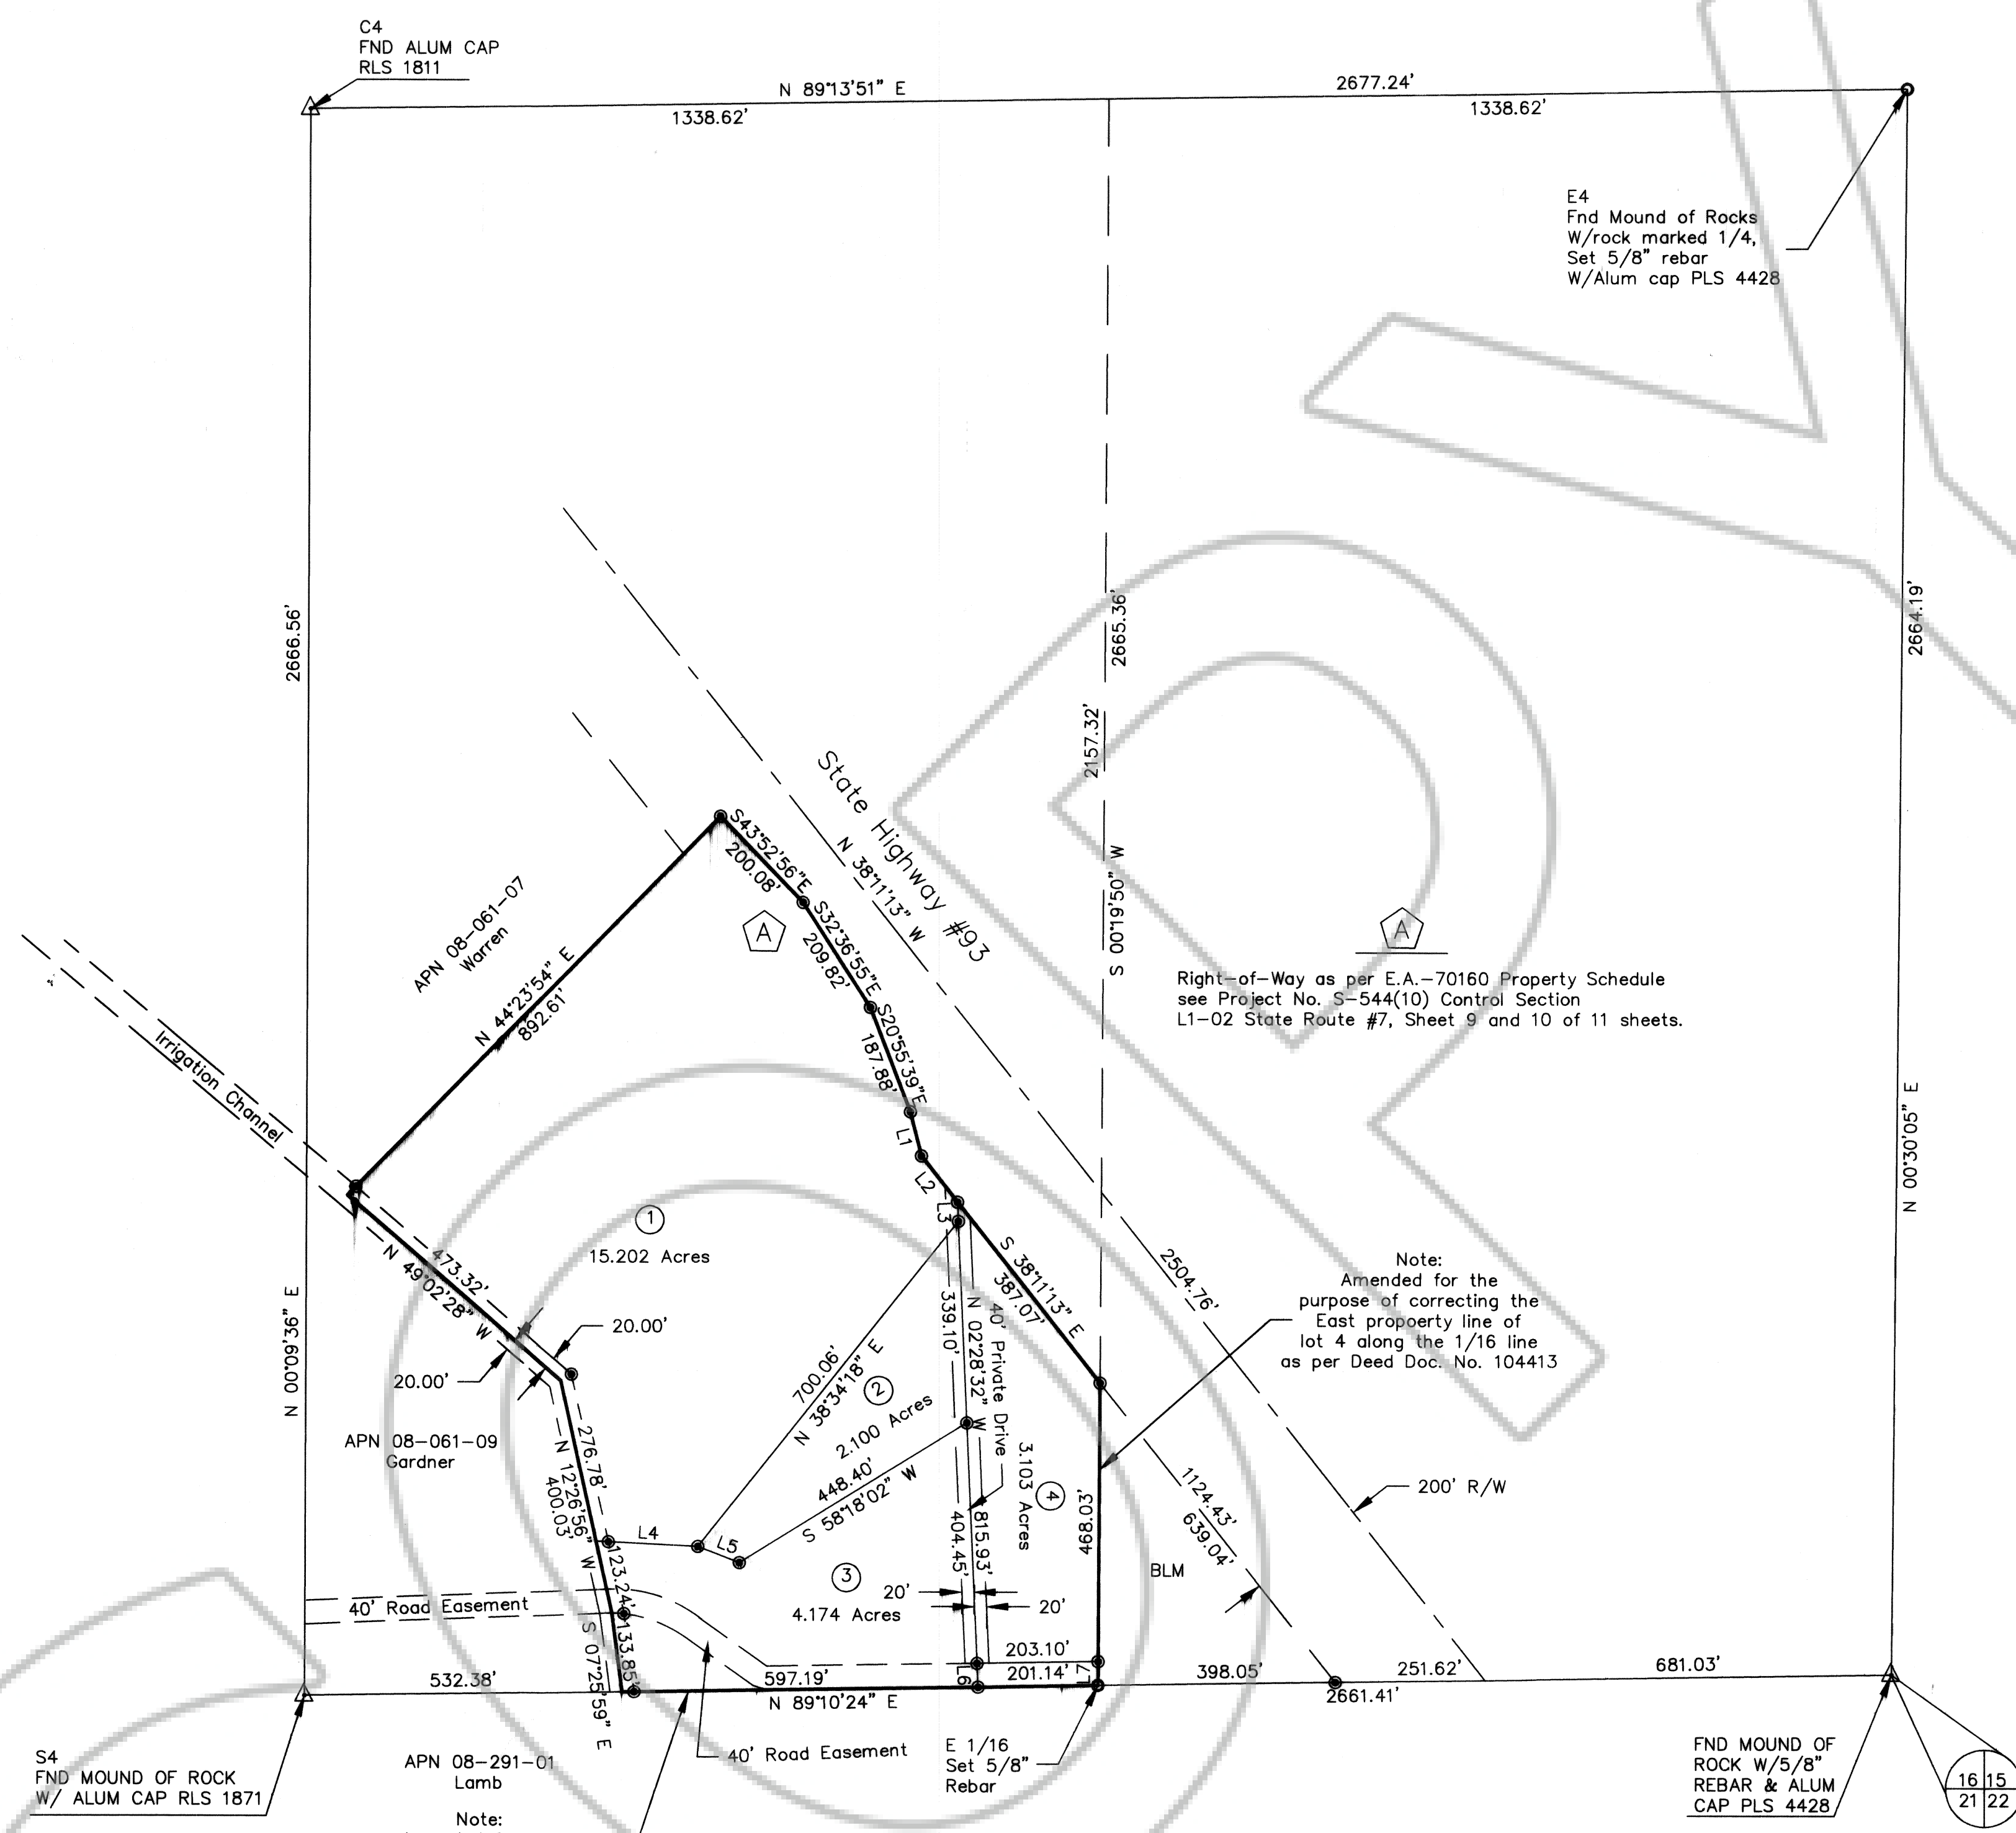 C4
FND ALUM CAP
RLS 1811
N 89°13'51" E
1338.62'
2677.24'
1338.62'
E4
Fnd Mound of Rocks
W/rock marked 1/4,
Set 5/8" rebar
W/Alum cap PLS 4428
2666.56'
2665.36'
2664.19'
2157.32'
S 00°19'50" W
State Highway #93
N 38°11'13" W
S43°52'56"E
200.08'
A
S32°36'55"E
209.82'
S20°55'39"E
187.88'
L1
L2
L3
A
Right-of-Way as per E.A.-70160 Property Schedule
see Project No. S-544(10) Control Section
L1-02 State Route #7, Sheet 9 and 10 of 11 sheets.
APN 08-061-07
Warren
N 44°23'54" E
892.61'
Irrigation Channel
N 00°30'05" E
1
15.202 Acres
473.32'
N 49°02'28" W
20.00'
20.00'
N 00°09'36" E
S 38°11'13" E
387.07'
2504.76'
Note:
Amended for the
purpose of correcting the
East propoerty line of
lot 4 along the 1/16 line
as per Deed Doc. No. 104413
339.10'
N 02°28'32" W
40' Private Drive
700.06'
N 38°34'18" E
2
2.100 Acres
448.40'
S 58°18'02" W
APN 08-061-09
Gardner
276.78'
N 12°26'56" W
400.03'
3.103 Acres
4
468.03'
1124.43'
639.04'
200' R/W
BLM
L4
L5
404.45'
815.93'
3
4.174 Acres
20'
20'
123.24'
133.85'
S 07°25'59" E
40' Road Easement
203.10'
201.14'
L6
L7
532.38'
597.19'
N 89°10'24" E
398.05'
251.62'
681.03'
2661.41'
S4
FND MOUND OF ROCK
W/ ALUM CAP RLS 1871
APN 08-291-01
Lamb
Note:
40' Road Easement
E 1/16
Set 5/8"
Rebar
FND MOUND OF
ROCK W/5/8"
REBAR & ALUM
CAP PLS 4428
16 15
21 22